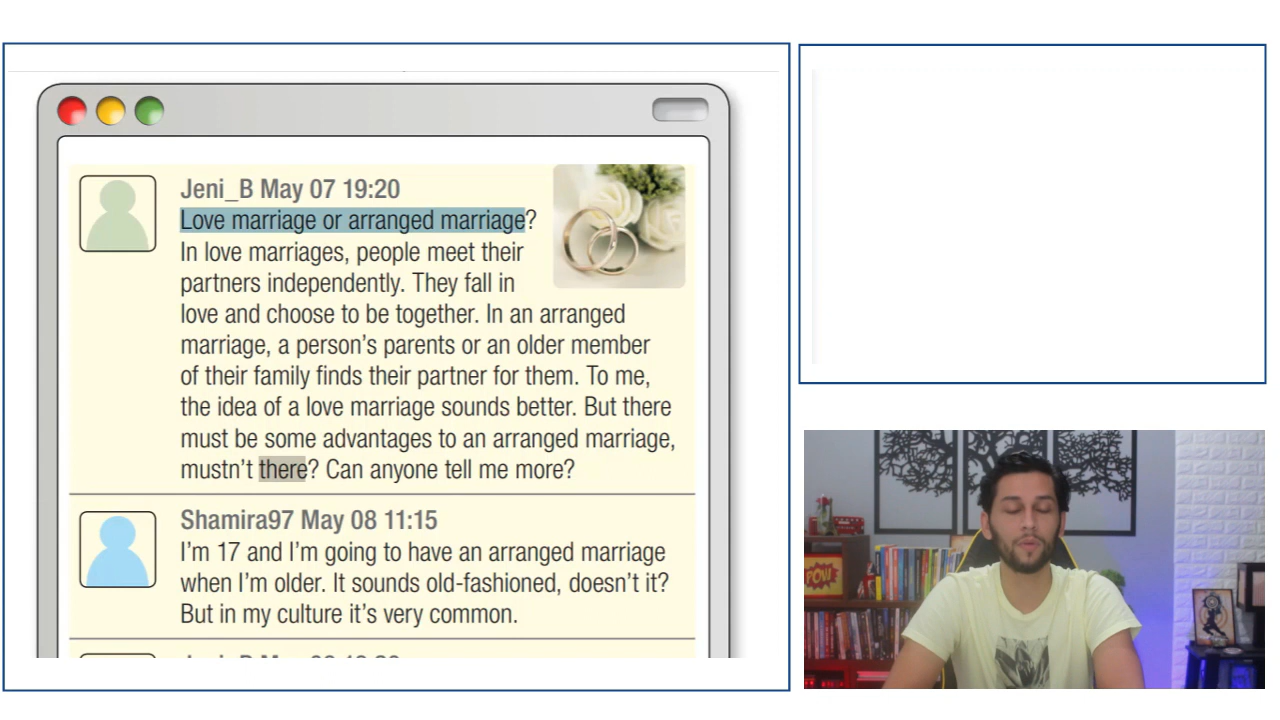 Jeni_B May 07 19:20
Love marriage or arranged marriage?
In love marriages, people meet their
partners independently. They fall in
love and choose to be together. In an arranged
marriage, a person's parents or an older member
of their family finds their partner for them. To me,
the idea of a love marriage sounds better. But there
must be some advantages to an arranged marriage,
mustn't there? Can anyone tell me more?
Shamira97 May 08 11:15
I'm 17 and I'm going to have an arranged marriage
when I'm older. It sounds old-fashioned, doesn't it?
But in my culture it's very common.
POW